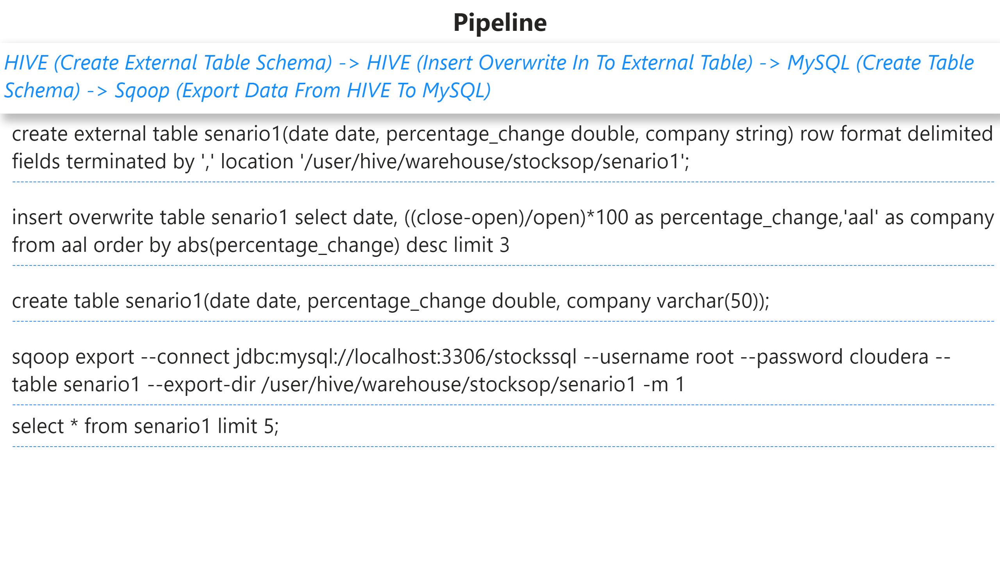 Pipeline
HIVE (Create External Table Schema) -> HIVE (Insert Overwrite In To External Table) -> MySQL (Create Table
Schema) -> Sqoop (Export Data From HIVE To MySQL)
create external table senario1(date date, percentage_change double, company string) row format delimited
fields terminated by ',' location '/user/hive/warehouse/stocksop/senario1';
insert overwrite table senario1 select date, ((close-open)/open)*100 as percentage_change,'aal' as company
from aal order by abs(percentage_change) desc limit 3
create table senario1(date date, percentage_change double, company varchar(50));
sqoop export --connect jdbc:mysql://localhost:3306/stockssql --username root --password cloudera --
table senario1 --export-dir /user/hive/warehouse/stocksop/senario1 -m 1
select * from senario1 limit 5;